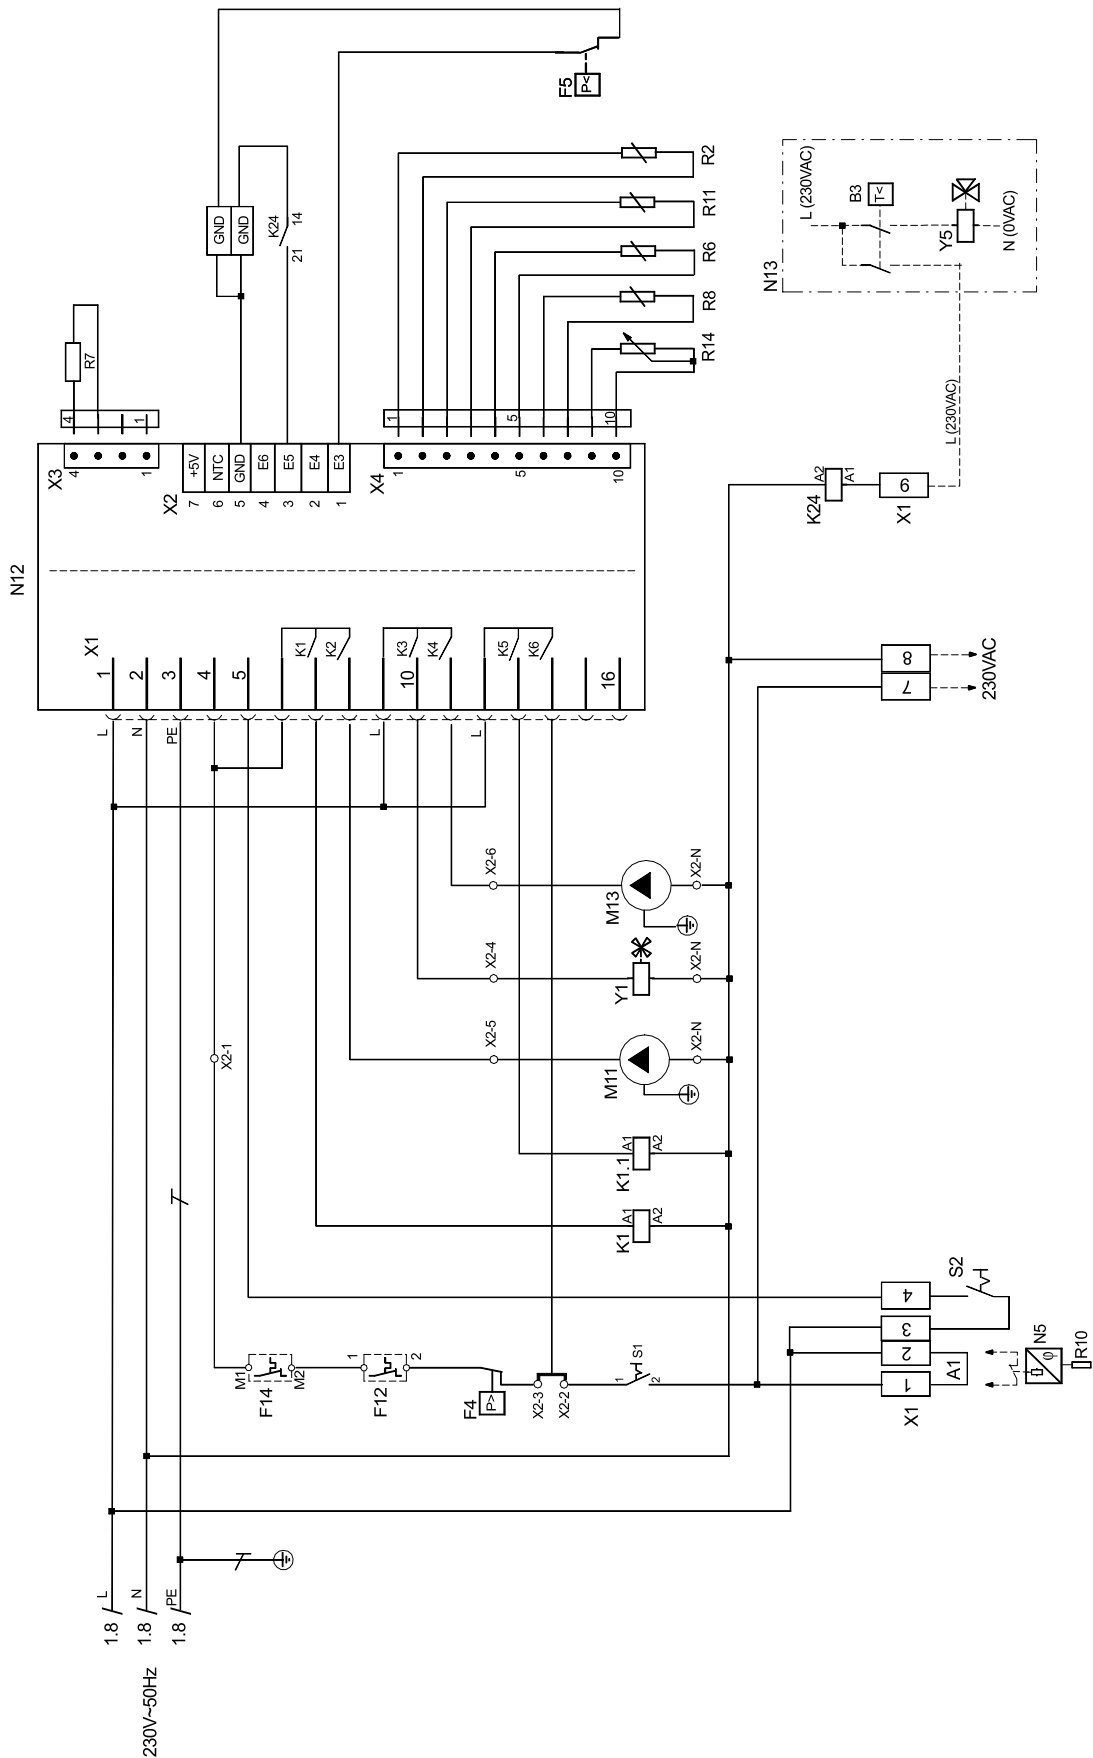 F5
P<
GND
GND
K24
14
21
R2
R11
R6
R8
R14
R7
4
1
1
5
10
L (230VAC)
B3
T<
Y5
N (0VAC)
N13
L (230VAC)
X3
4
1
X2
+5V
NTC
GND
E6
E5
E4
E3
7
6
5
4
3
2
1
X4
1
5
10
N12
K24
A2
A1
9
X1
X1
1
2
3
4
5
10
16
K1
K2
K3
K4
K5
K6
8
7
230VAC
L
N
PE
L
L
X2-6
M13
X2-N
X2-4
Y1
X2-N
X2-1
X2-5
M11
X2-N
K1.1
A1
A2
K1
A1
A2
4
3
2
1
X1
S2
A1
N5
φ
R10
M1
M2
F14
1
2
F12
F4
P>
X2-3
X2-2
1
2
S1
L
N
PE
1.8
1.8
1.8
230V~50Hz